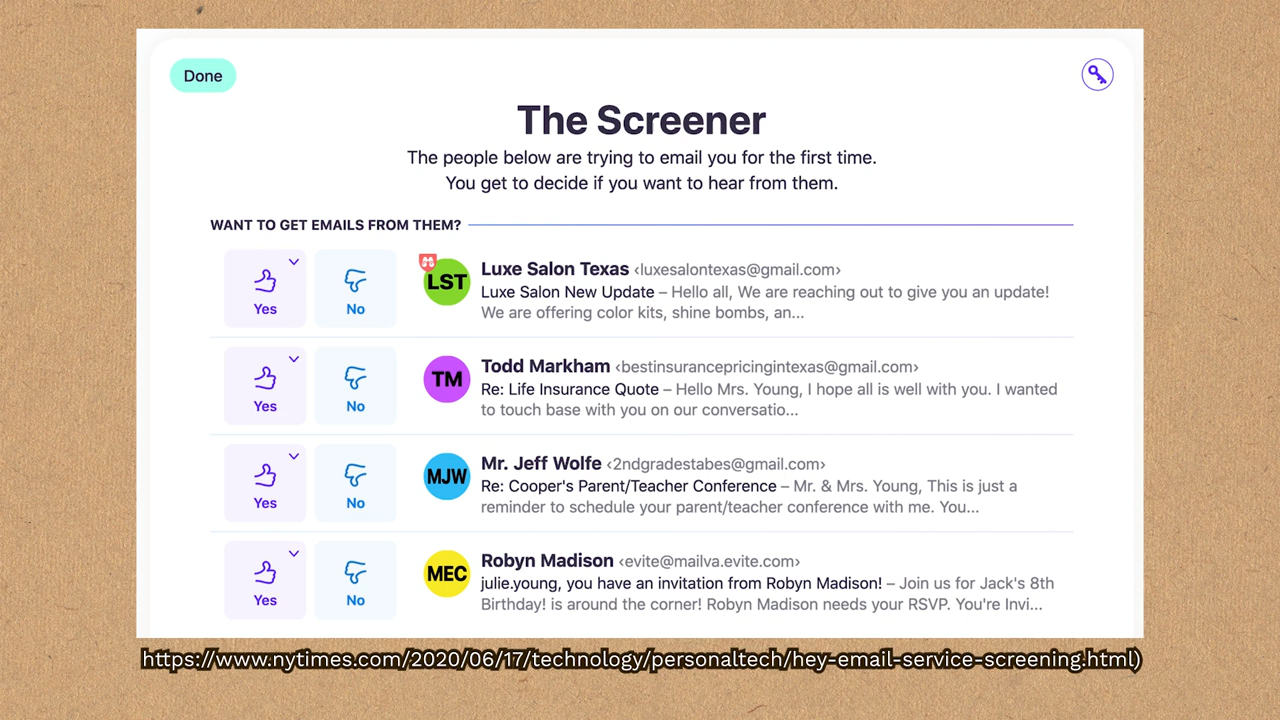 Done
The Screener
The people below are trying to email you for the first time.
You get to decide if you want to hear from them.
WANT TO GET EMAILS FROM THEM?
Yes
No
LST
Luxe Salon Texas ‹luxesalontexas@gmail.com›
Luxe Salon New Update – Hello all, We are reaching out to give you an update!
We are offering color kits, shine bombs, an...
Yes
No
TM
Todd Markham ‹bestinsurancepricingintexas@gmail.com›
Re: Life Insurance Quote – Hello Mrs. Young, I hope all is well with you. I wanted
to touch base with you on our conversatio...
Yes
No
MJW
Mr. Jeff Wolfe ‹2ndgradestabes@gmail.com›
Re: Cooper's Parent/Teacher Conference – Mr. & Mrs. Young, This is just a
reminder to schedule your parent/teacher conference with me. You...
Yes
No
MEC
Robyn Madison ‹evite@mailva.evite.com›
julie.young, you have an invitation from Robyn Madison! – Join us for Jack's 8th
Birthday! is around the corner! Robyn Madison needs your RSVP. You're Invi...
https://www.nytimes.com/2020/06/17/technology/personaltech/hey-email-service-screening.html)